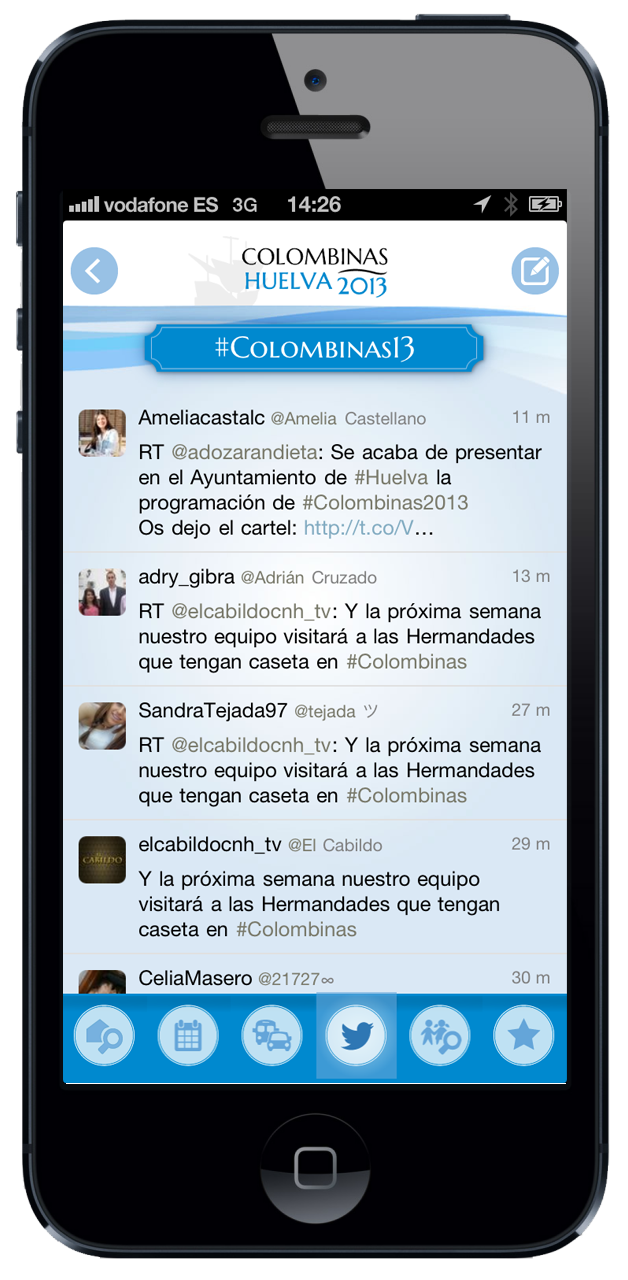 vodafone ES 3G 14:26
COLOMBINAS
HUELVA 2013
#COLOMBINAS13
Ameliacastalc @Amelia Castellano 11 m
RT @adozarandieta: Se acaba de presentar
en el Ayuntamiento de #Huelva la
programación de #Colombinas2013
Os dejo el cartel: http://t.co/V…
adry_gibra @Adrián Cruzado 13 m
RT @elcabildocnh_tv: Y la próxima semana
nuestro equipo visitará a las Hermandades
que tengan caseta en #Colombinas
SandraTejada97 @tejada ツ 27 m
RT @elcabildocnh_tv: Y la próxima semana
nuestro equipo visitará a las Hermandades
que tengan caseta en #Colombinas
elcabildocnh_tv @El Cabildo 29 m
CABILDO
Y la próxima semana nuestro equipo
visitará a las Hermandades que tengan
caseta en #Colombinas
CeliaMasero @21727∞ 30 m